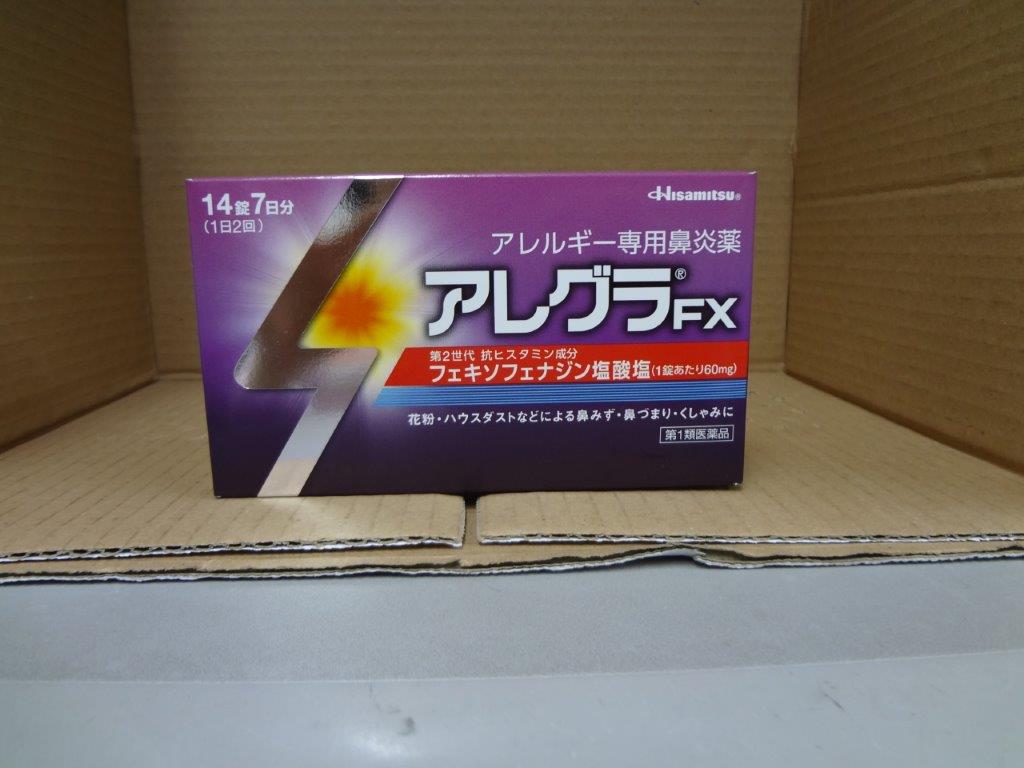 14錠7日分
(1日2回)
Hisamitsu®
アレルギー専用鼻炎薬
アレグラ®FX
第2世代 抗ヒスタミン成分
フェキソフェナジン塩酸塩(1錠あたり60mg)
花粉・ハウスダストなどによる鼻みず・鼻づまり・くしゃみに
第1類医薬品